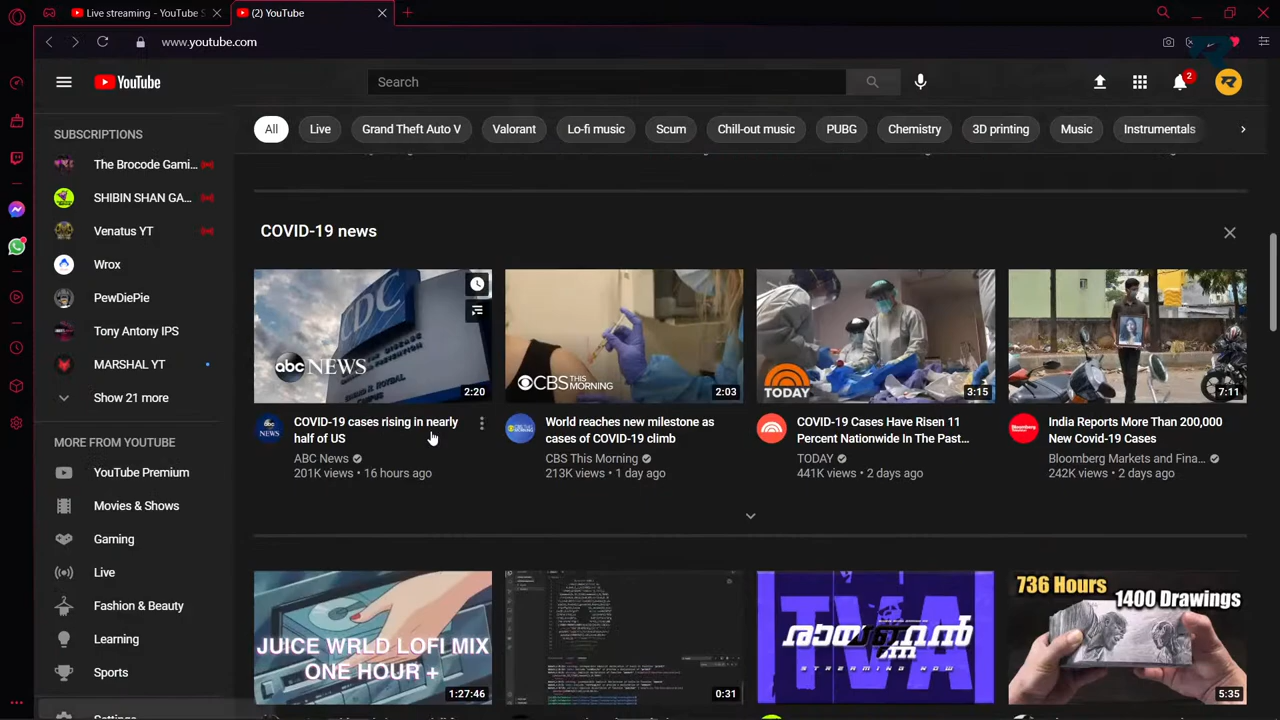 Live streaming - YouTube S
(2) YouTube
www.youtube.com
YouTube
Search
2
SUBSCRIPTIONS
The Brocode Gami...
SHIBIN SHAN GA...
Venatus YT
Wrox
PewDiePie
Tony Antony IPS
MARSHAL YT
Show 21 more
MORE FROM YOUTUBE
YouTube Premium
Movies & Shows
Gaming
Live
Fashion & Beauty
Learning
Sports
Settings
All
Live
Grand Theft Auto V
Valorant
Lo-fi music
Scum
Chill-out music
PUBG
Chemistry
3D printing
Music
Instrumentals
COVID-19 news
CDC
abc NEWS
2:20
COVID-19 cases rising in nearly
half of US
ABC News
201K views • 16 hours ago
CBS THIS MORNING
2:03
World reaches new milestone as
cases of COVID-19 climb
CBS This Morning
213K views • 1 day ago
TODAY
3:15
COVID-19 Cases Have Risen 11
Percent Nationwide In The Past...
TODAY
441K views • 2 days ago
7:11
India Reports More Than 200,000
New Covid-19 Cases
Bloomberg Markets and Fina...
242K views • 2 days ago
JUICE WRLD LOFI MIX
ONE HOUR +
1:27:46
0:31
STREAMING NOW
736 Hours
1400 Drawings
5:35